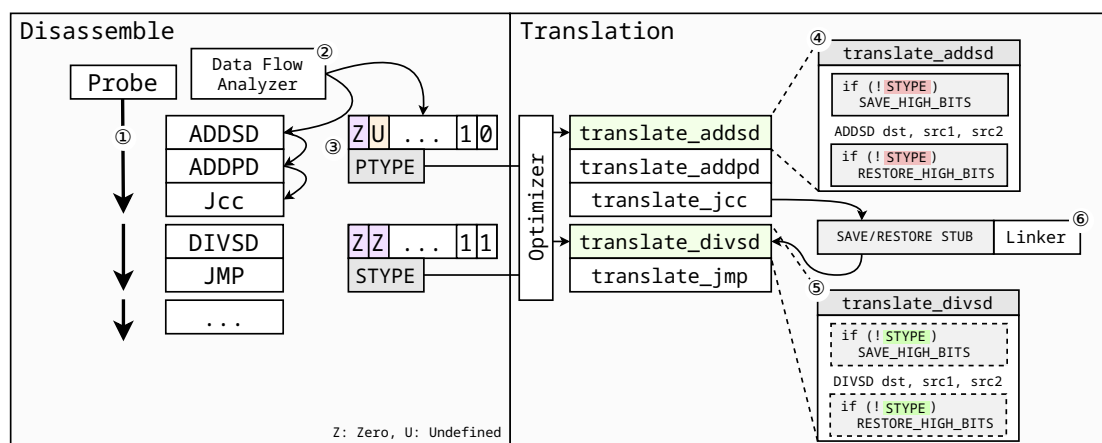 Disassemble
Probe
②
Data Flow
Analyzer
①
ADDSD
ADDPD
Jcc
DIVSD
JMP
...
③
Z U ... 1 0
PTYPE
Z Z ... 1 1
STYPE
Z: Zero, U: Undefined
Translation
Optimizer
translate_addsd
translate_addpd
translate_jcc
translate_divsd
translate_jmp
④
translate_addsd
if (!STYPE)
SAVE_HIGH_BITS
ADDSD dst, src1, src2
if (!STYPE)
RESTORE_HIGH_BITS
⑥
SAVE/RESTORE STUB
Linker
⑤
translate_divsd
if (!STYPE)
SAVE_HIGH_BITS
DIVSD dst, src1, src2
if (!STYPE)
RESTORE_HIGH_BITS